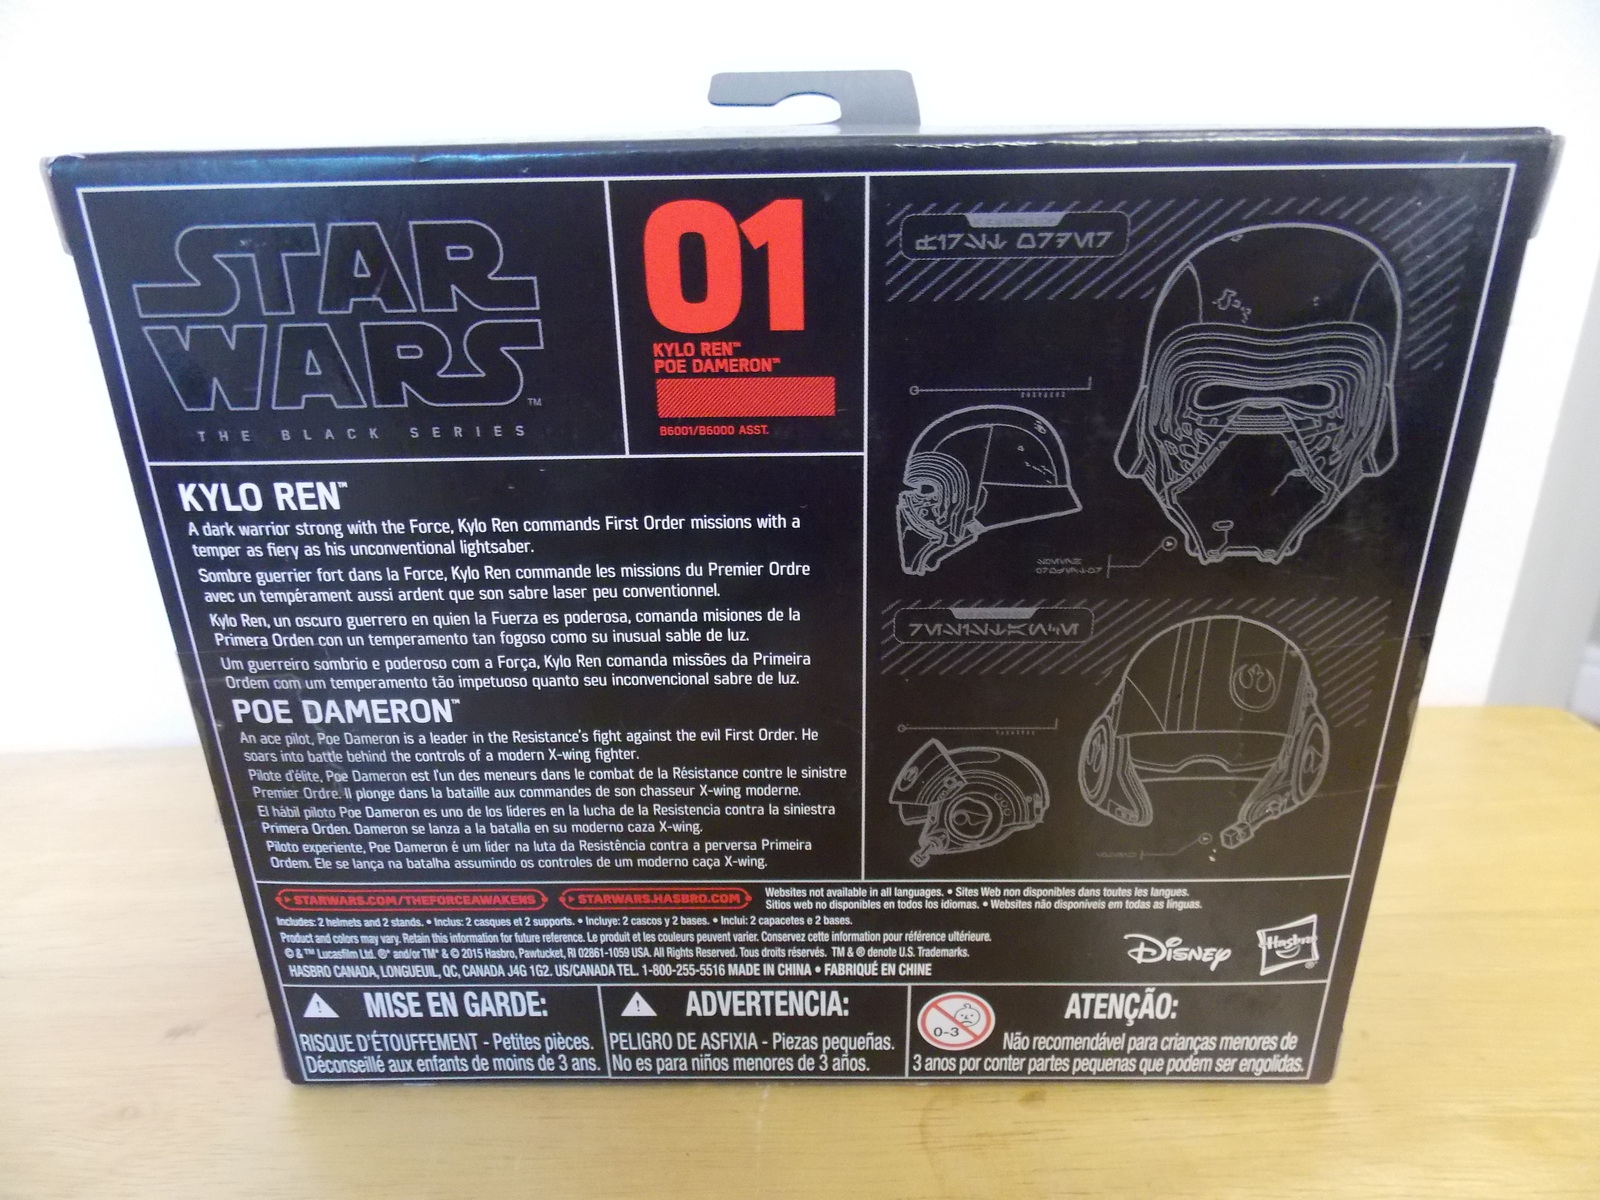 STAR
WARS
TM
THE BLACK SERIES
01
KYLO REN™
POE DAMERON™
B6001/B6000 ASST.
KYLO REN™
A dark warrior strong with the Force, Kylo Ren commands First Order missions with a
temper as fiery as his unconventional lightsaber.
Sombre guerrier fort dans la Force, Kylo Ren commande les missions du Premier Ordre
avec un tempérament aussi ardent que son sabre laser peu conventionnel.
Kylo Ren, un oscuro guerrero en quien la Fuerza es poderosa, comanda misiones de la
Primera Orden con un temperamento tan fogoso como su inusual sable de luz.
Um guerreiro sombrio e poderoso com a Força, Kylo Ren comanda missões da Primeira
Ordem com um temperamento tão impetuoso quanto seu inconvencional sabre de luz.
POE DAMERON™
An ace pilot, Poe Dameron is a leader in the Resistance's fight against the evil First Order. He
soars into battle behind the controls of a modern X-wing fighter.
Pilote d'élite, Poe Dameron est l'un des meneurs dans le combat de la Résistance contre le sinistre
Premier Ordre. Il plonge dans la bataille aux commandes de son chasseur X-wing moderne.
El hábil piloto Poe Dameron es uno de los líderes en la lucha de la Resistencia contra la siniestra
Primera Orden. Dameron se lanza a la batalla en su moderno caza X-wing.
Piloto experiente, Poe Dameron é um líder na luta da Resistência contra a perversa Primeira
Ordem. Ele se lança na batalha assumindo os controles de um moderno caça X-wing.
STARWARS.COM/THEFORCEAWAKENS
STARWARS.HASBRO.COM
Websites not available in all languages. • Sites Web non disponibles dans toutes les langues.
Sitios web no disponibles en todos los idiomas. • Websites não disponíveis em todas as línguas.
Includes: 2 helmets and 2 stands. • Inclus: 2 casques et 2 supports. • Incluye: 2 cascos y 2 bases. • Inclui: 2 capacetes e 2 bases.
Product and colors may vary. Retain this information for future reference. Le produit et les couleurs peuvent varier. Conservez cette information pour référence ultérieure.
© & ™ Lucasfilm Ltd. ®* and/or TM* & © 2015 Hasbro, Pawtucket, RI 02861-1059 USA. All Rights Reserved. Tous droits réservés. TM & ® denote U.S. Trademarks.
HASBRO CANADA, LONGUEUIL, QC, CANADA J4G 1G2. US/CANADA TEL. 1-800-255-5516 MADE IN CHINA • FABRIQUÉ EN CHINE
Disney
Hasbro
MISE EN GARDE:
RISQUE D'ÉTOUFFEMENT - Petites pièces.
Déconseillé aux enfants de moins de 3 ans.
ADVERTENCIA:
PELIGRO DE ASFIXIA - Piezas pequeñas.
No es para niños menores de 3 años.
0-3
ATENÇÃO:
Não recomendável para crianças menores de
3 anos por conter partes pequenas que podem ser engolidas.